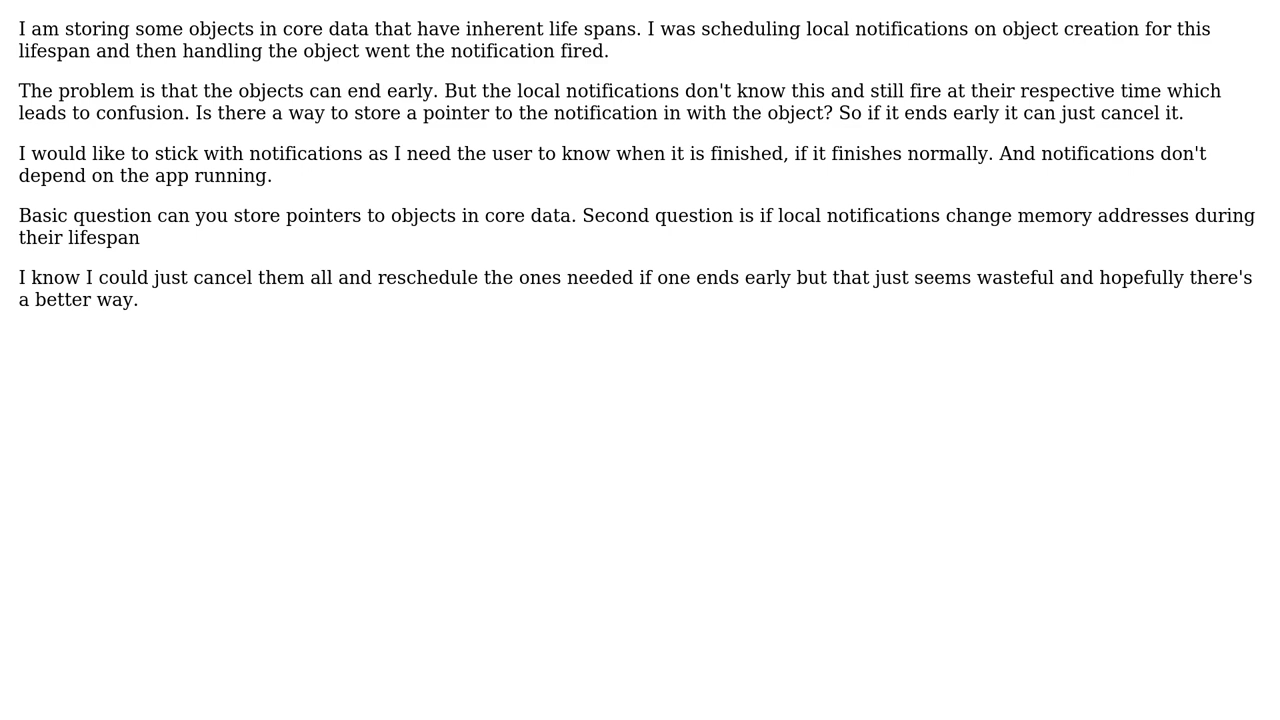 I am storing some objects in core data that have inherent life spans. I was scheduling local notifications on object creation for this
lifespan and then handling the object went the notification fired.
The problem is that the objects can end early. But the local notifications don't know this and still fire at their respective time which
leads to confusion. Is there a way to store a pointer to the notification in with the object? So if it ends early it can just cancel it.
I would like to stick with notifications as I need the user to know when it is finished, if it finishes normally. And notifications don't
depend on the app running.
Basic question can you store pointers to objects in core data. Second question is if local notifications change memory addresses during
their lifespan
I know I could just cancel them all and reschedule the ones needed if one ends early but that just seems wasteful and hopefully there's
a better way.